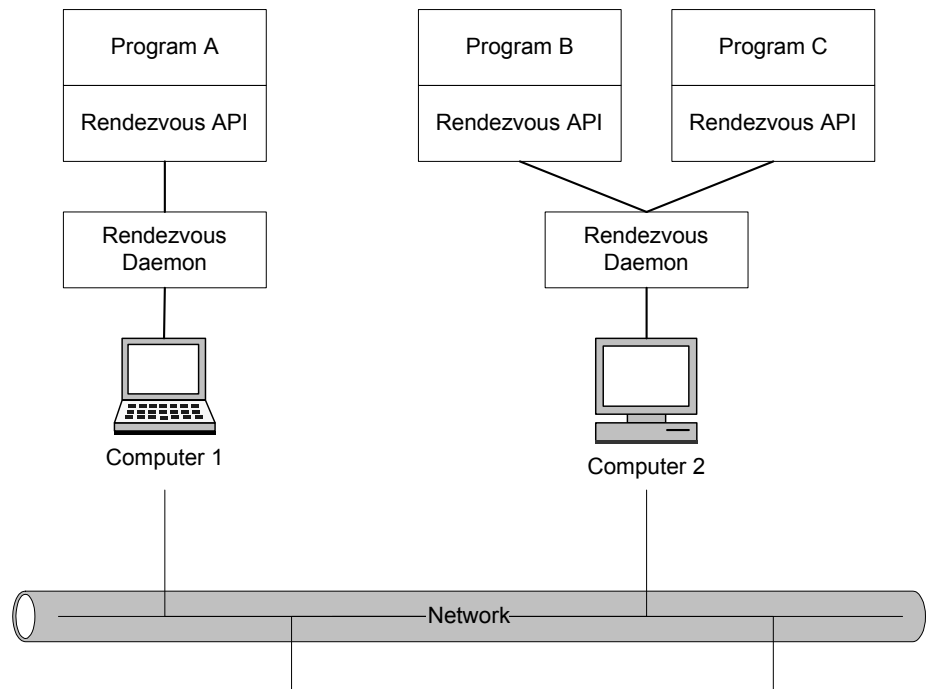 Program A
Program B
Program C
Rendezvous API
Rendezvous API
Rendezvous API
Rendezvous
Daemon
Rendezvous
Daemon
Computer 1
Computer 2
Network